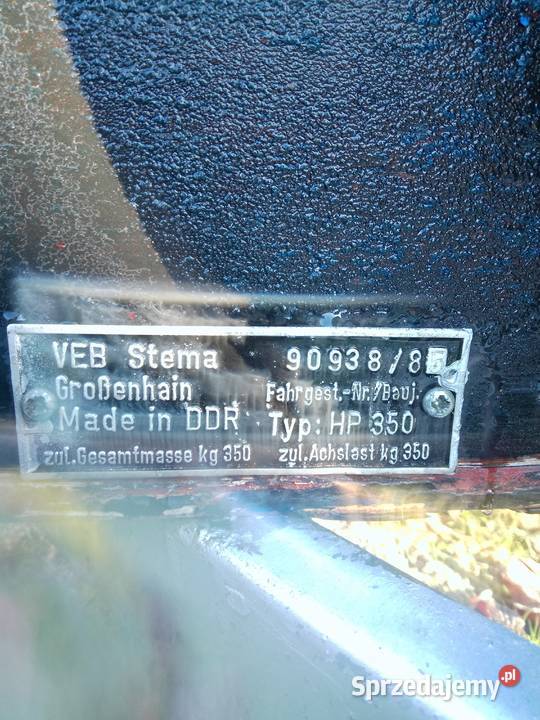 VEB Stema 90938/85
Großenhain Fahrgest.-Nr./Bauj.
Made in DDR Typ: HP 350
zul.Gesamtmasse kg 350 zul.Achslast kg 350
Sprzedajemy.pl